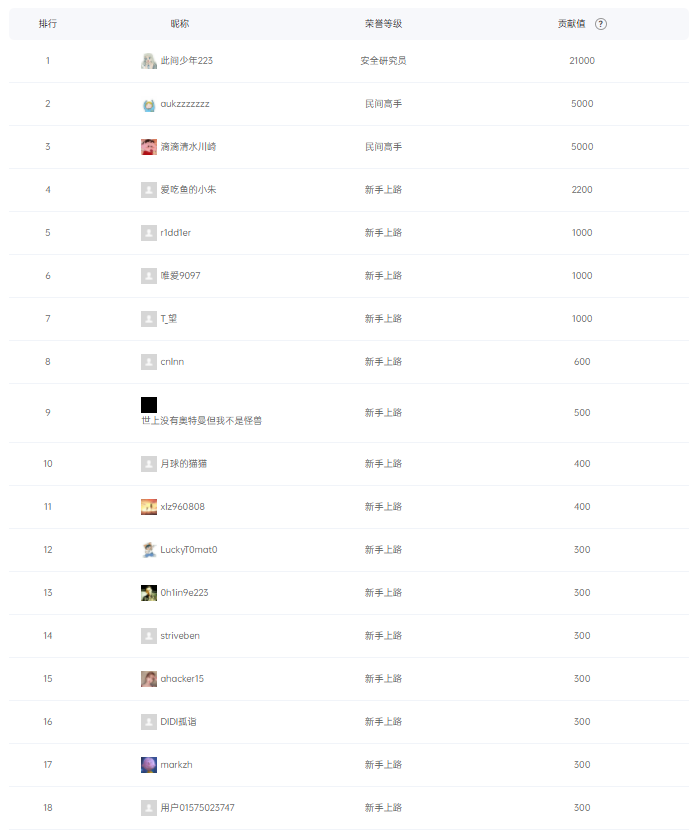 排行 昵称 荣誉等级 贡献值 ?
1 此间少年223 安全研究员 21000
2 aukzzzzzzz 民间高手 5000
3 滴滴清水川崎 民间高手 5000
4 爱吃鱼的小朱 新手上路 2200
5 r1dd1er 新手上路 1000
6 唯爱9097 新手上路 1000
7 T_望 新手上路 1000
8 cnlnn 新手上路 600
9 世上没有奥特曼但我不是怪兽 新手上路 500
10 月球的猫猫 新手上路 400
11 xlz960808 新手上路 400
12 LuckyT0mat0 新手上路 300
13 0h1in9e223 新手上路 300
14 striveben 新手上路 300
15 ahacker15 新手上路 300
16 DIDI孤诣 新手上路 300
17 markzh 新手上路 300
18 用户01575023747 新手上路 300